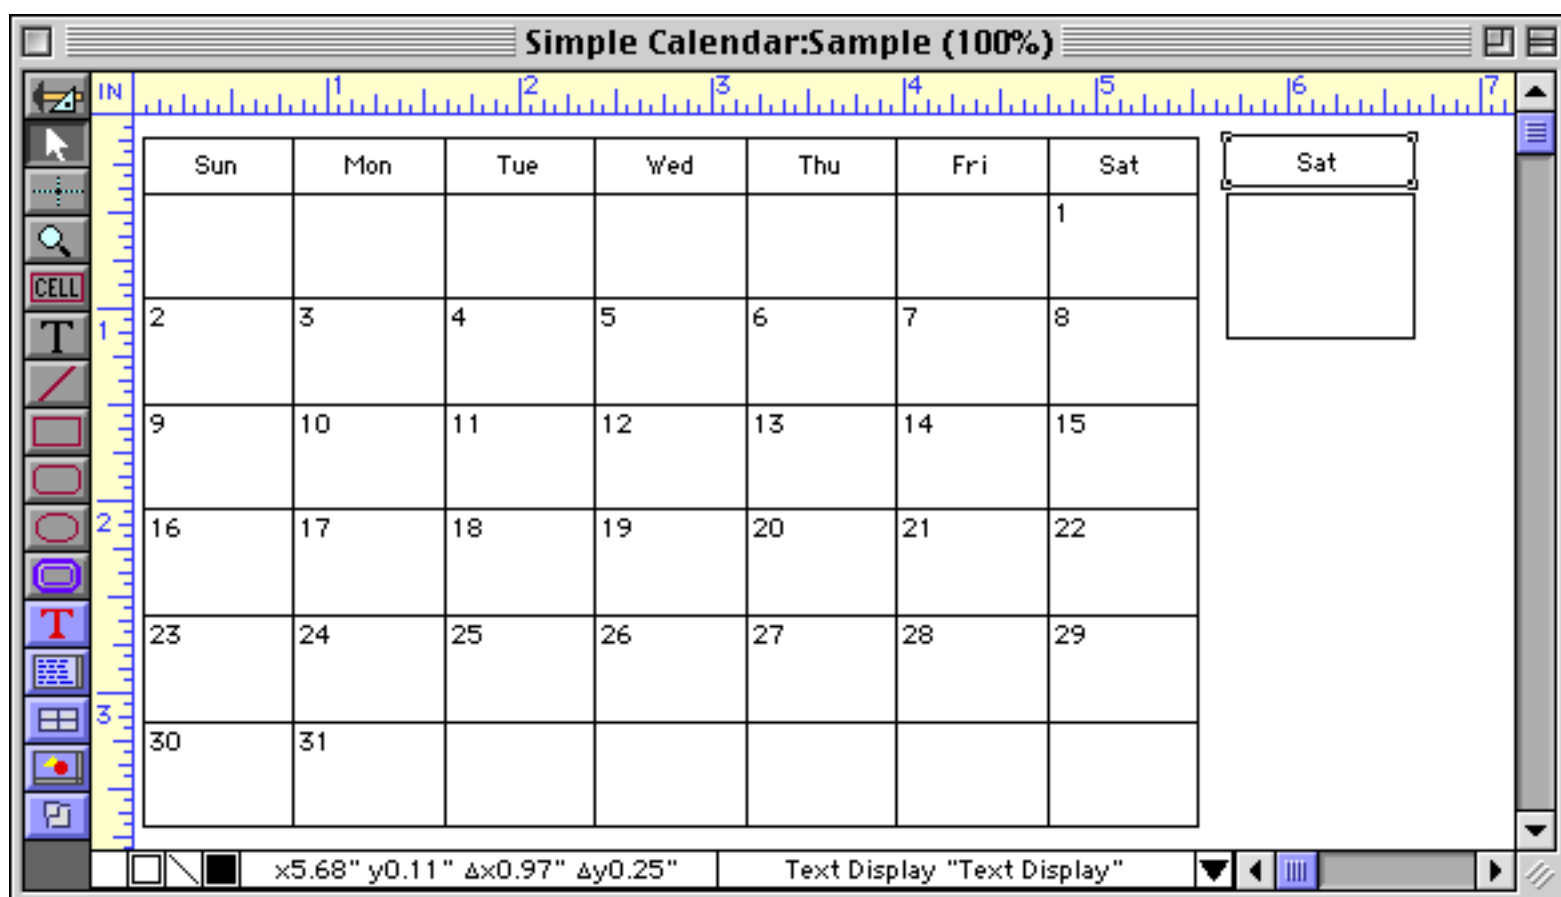 Simple Calendar:Sample (100%)
IN 1 2 3 4 5 6 7
Sun Mon Tue Wed Thu Fri Sat Sat
1
CELL
T
1
2 3 4 5 6 7 8
9 10 11 12 13 14 15
2
16 17 18 19 20 21 22
T
23 24 25 26 27 28 29
3
30 31
x5.68" y0.11" Δx0.97" Δy0.25" Text Display "Text Display"